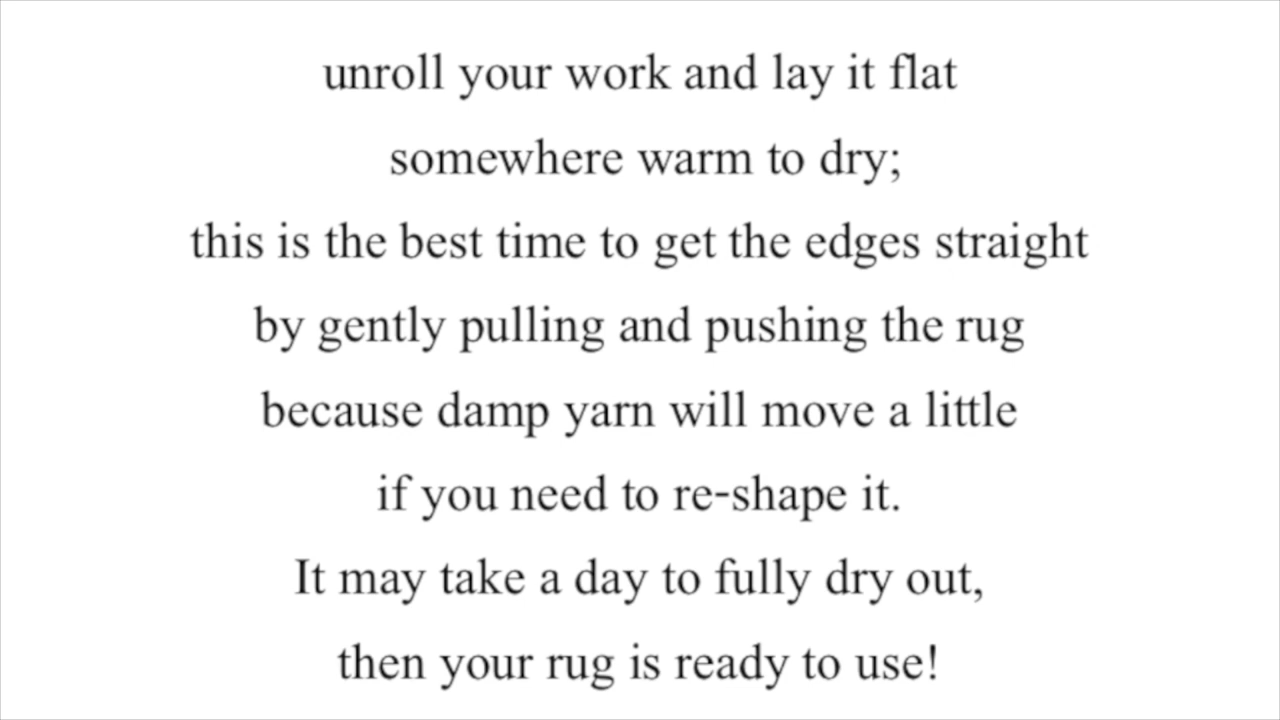 unroll your work and lay it flat
somewhere warm to dry;
this is the best time to get the edges straight
by gently pulling and pushing the rug
because damp yarn will move a little
if you need to re-shape it.
It may take a day to fully dry out,
then your rug is ready to use!